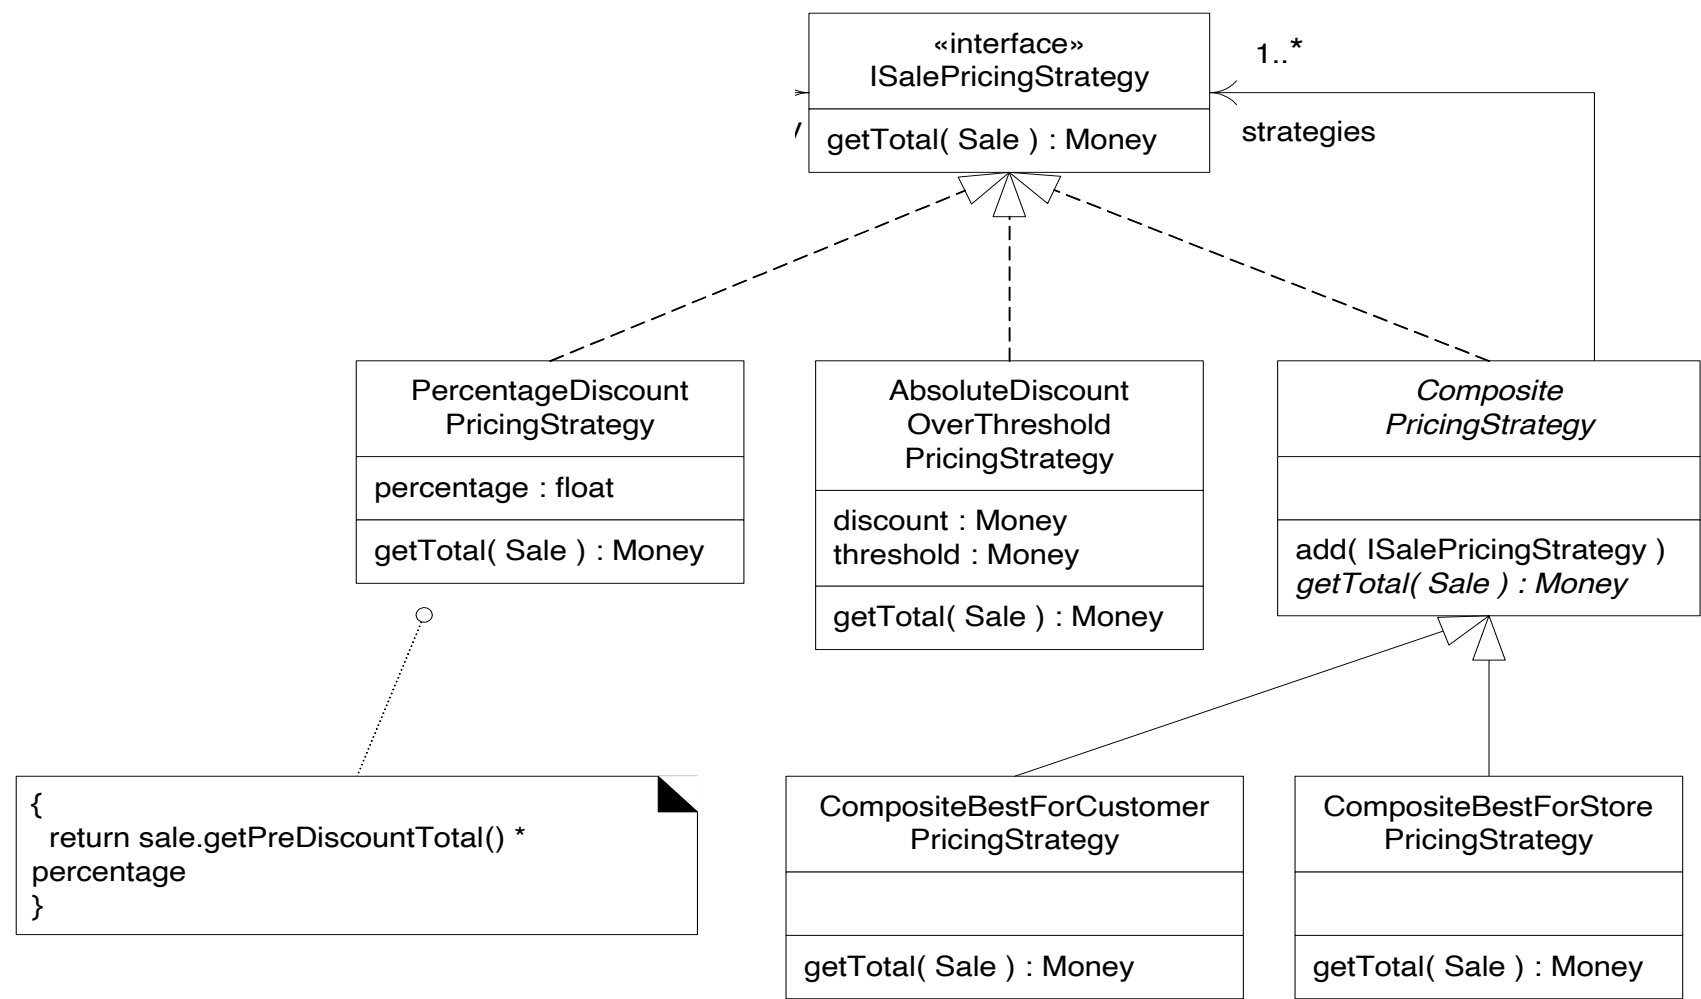 «interface»
ISalePricingStrategy
getTotal( Sale ) : Money
1..*
strategies
PercentageDiscount
PricingStrategy
percentage : float
getTotal( Sale ) : Money
AbsoluteDiscount
OverThreshold
PricingStrategy
discount : Money
threshold : Money
getTotal( Sale ) : Money
Composite
PricingStrategy
add( ISalePricingStrategy )
getTotal( Sale ) : Money
{
return sale.getPreDiscountTotal() *
percentage
}
CompositeBestForCustomer
PricingStrategy
getTotal( Sale ) : Money
CompositeBestForStore
PricingStrategy
getTotal( Sale ) : Money